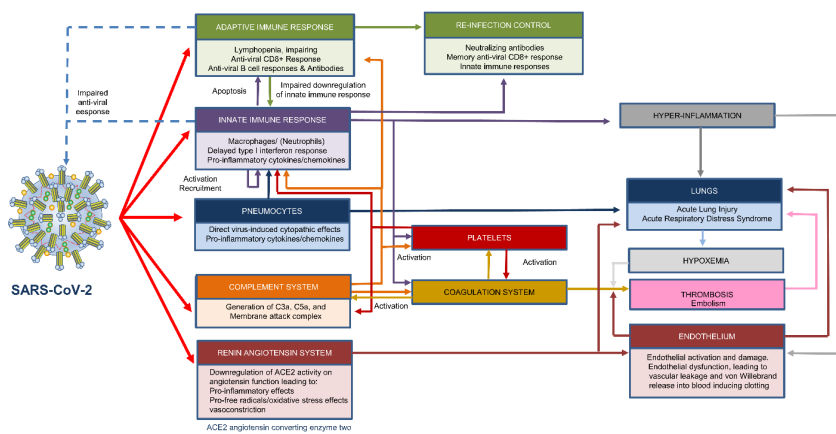 ADAPTIVE IMMUNE RESPONSE
Lymphopenia, impairing
Anti-viral CD8+ Response
Anti-viral B cell responses & Antibodies
RE-INFECTION CONTROL
Neutralizing antibodies
Memory anti-viral CD8+ response
Innate immune responses
Impaired
anti-viral
eesponse
Apoptosis
Impaired downregulation
of innate immune response
INNATE IMMUNE RESPONSE
Macrophages/ (Neutrophils)
Delayed type I interferon response
Pro-inflammatory cytokines/chemokines
HYPER-INFLAMMATION
Activation
Recruitment
PNEUMOCYTES
Direct virus-induced cytopathic effects
Pro-inflammatory cytokines/chemokines
LUNGS
Acute Lung Injury
Acute Respiratory Distress Syndrome
PLATELETS
Activation
Activation
HYPOXEMIA
SARS-CoV-2
COMPLEMENT SYSTEM
Generation of C3a, C5a, and
Membrane attack complex
Activation
COAGULATION SYSTEM
THROMBOSIS
Embolism
RENIN ANGIOTENSIN SYSTEM
Downregulation of ACE2 activity on
angiotensin function leading to:
Pro-inflammatory effects
Pro-free radicals/oxidative stress effects
vasoconstriction
ENDOTHELIUM
Endothelial activation and damage.
Endothelial dysfunction, leading to
vascular leakage and von Willebrand
release into blood inducing clotting
ACE2 angiotensin converting enzyme two